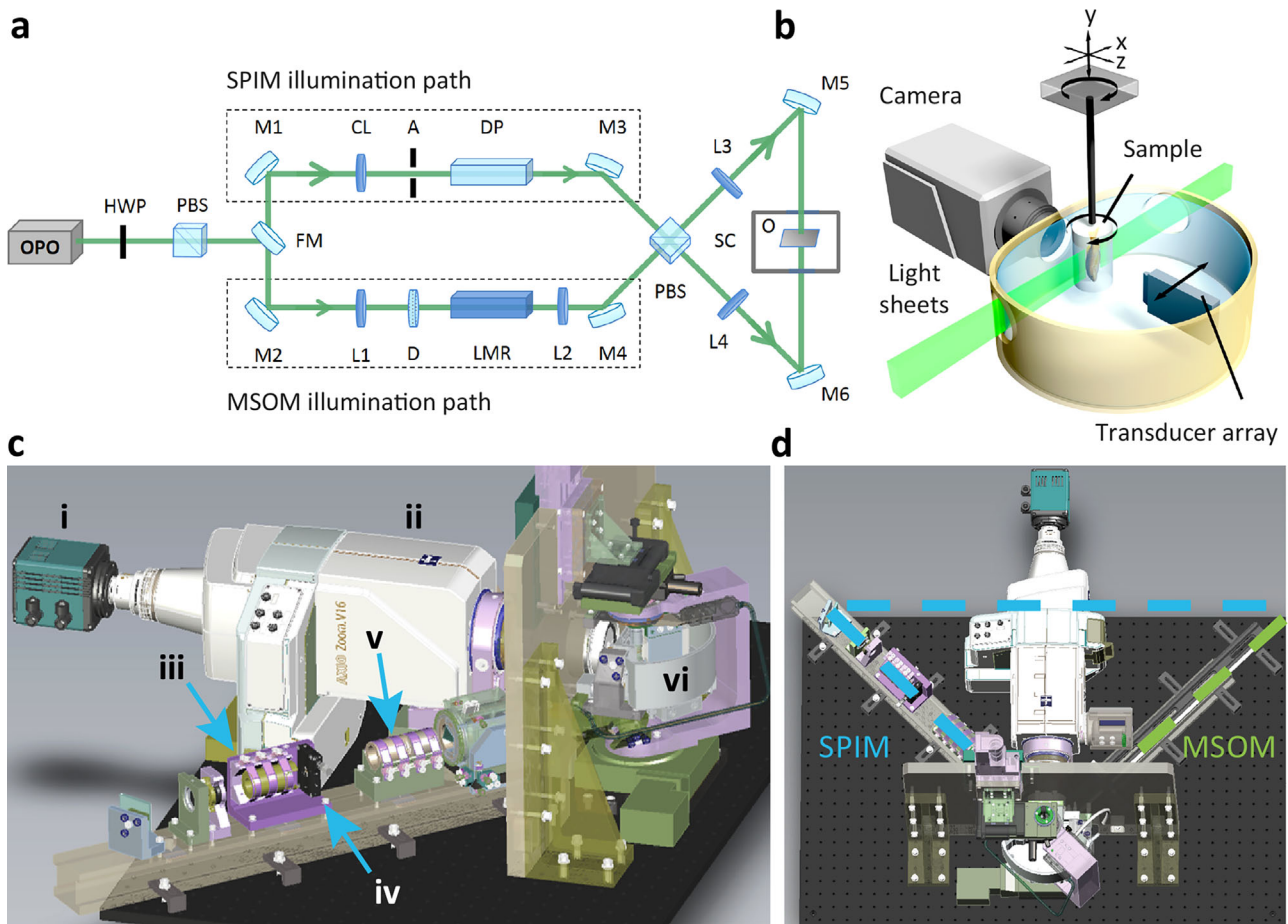 a
SPIM illumination path
M1
CL
A
DP
M3
HWP
PBS
OPO
FM
M2
L1
D
LMR
L2
M4
MSOM illumination path
PBS
L3
L4
M5
SC
O
M6
b
y
x
z
Camera
Sample
Light
sheets
Transducer array
c
i
ii
AXIO Zoom.V16
iii
v
vi
iv
d
SPIM
MSOM